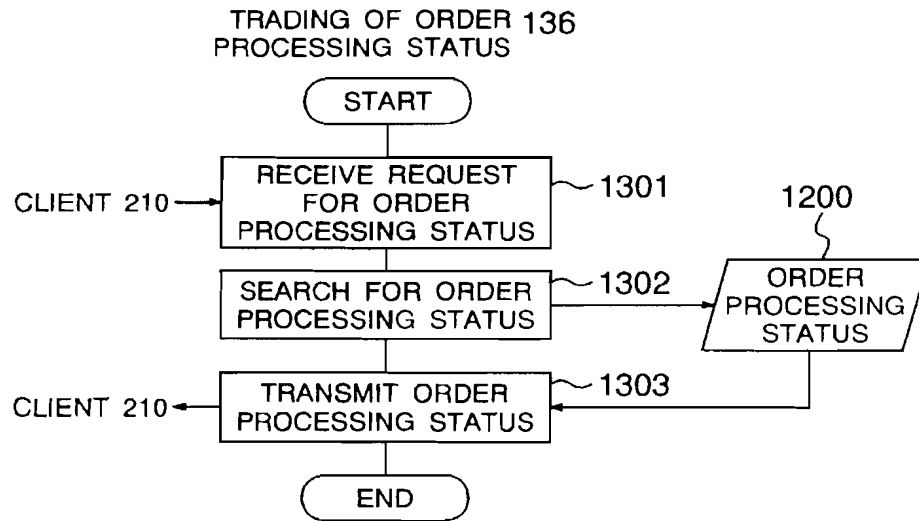 TRADING OF ORDER 136
PROCESSING STATUS
START
CLIENT 210
RECEIVE REQUEST
FOR ORDER
PROCESSING STATUS
1301
SEARCH FOR ORDER
PROCESSING STATUS
1302
1200
ORDER
PROCESSING
STATUS
CLIENT 210
TRANSMIT ORDER
PROCESSING STATUS
1303
END